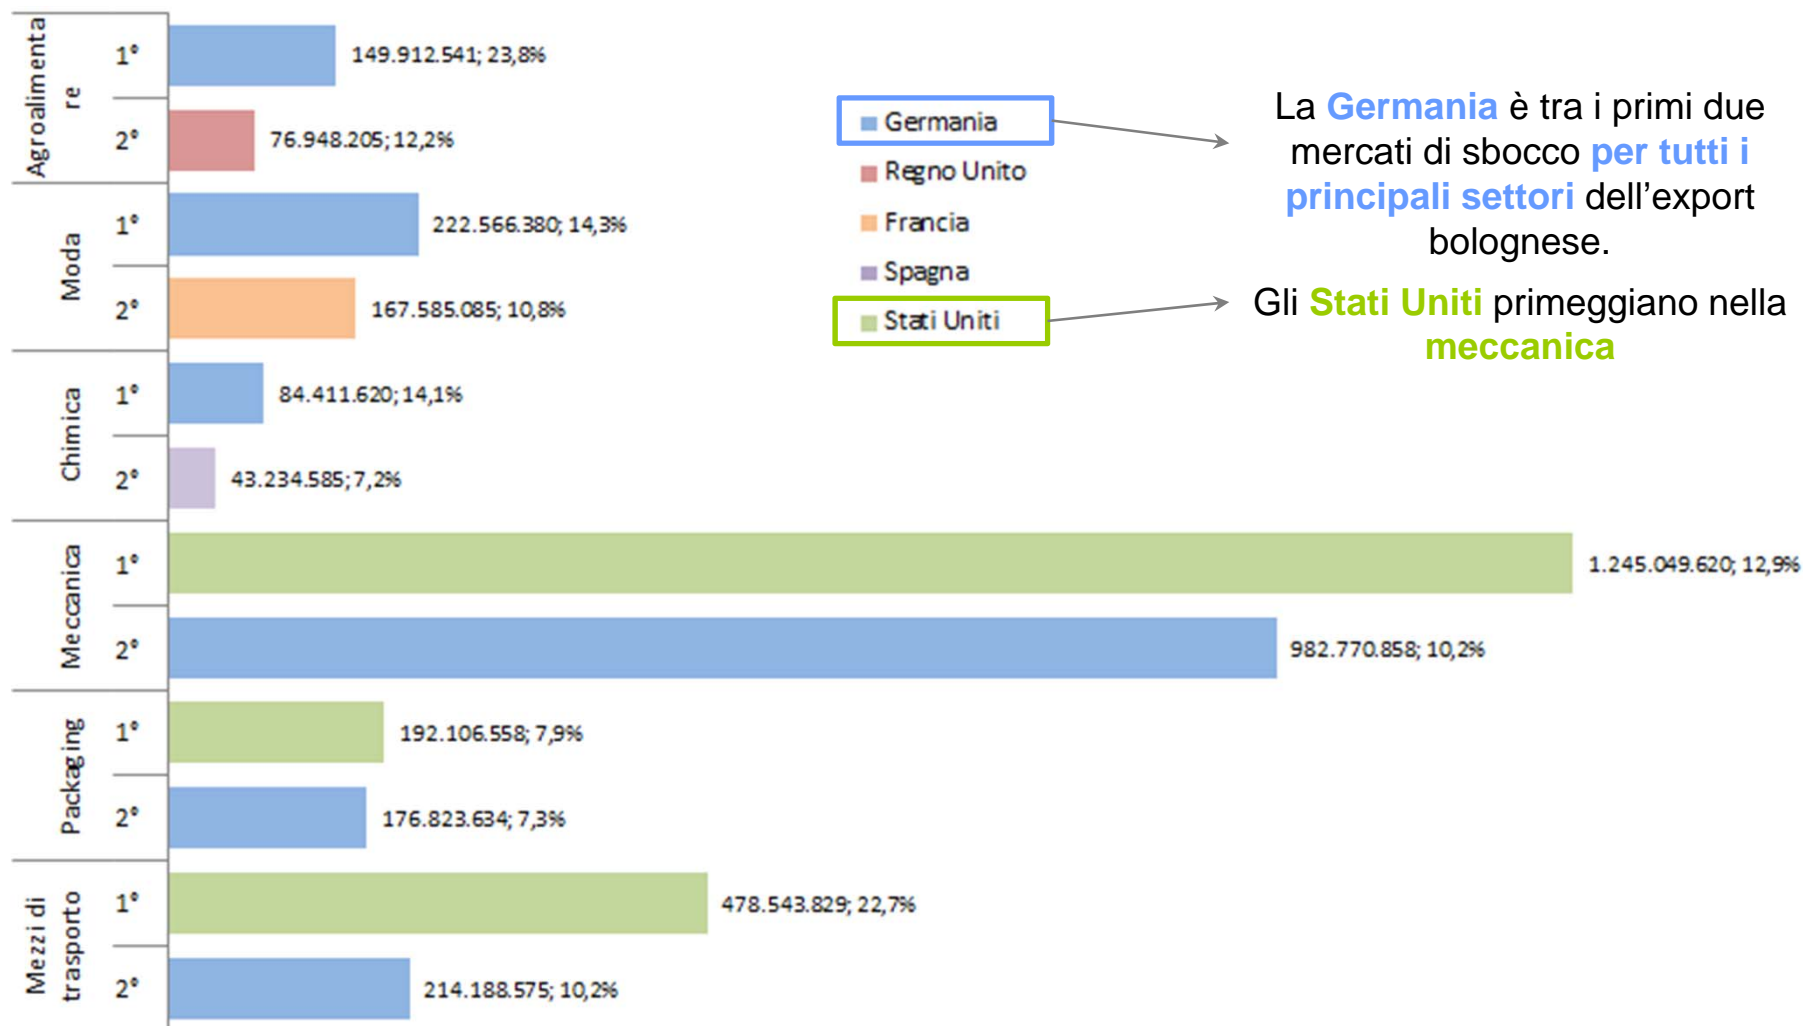 Agroalimenta
re
1°
149.912.541; 23,8%
2°
76.948.205; 12,2%
Moda
1°
222.566.380; 14,3%
2°
167.585.085; 10,8%
Chimica
1°
84.411.620; 14,1%
2°
43.234.585; 7,2%
Meccanica
1°
1.245.049.620; 12,9%
2°
982.770.858; 10,2%
Packaging
1°
192.106.558; 7,9%
2°
176.823.634; 7,3%
Mezzi di
trasporto
1°
478.543.829; 22,7%
2°
214.188.575; 10,2%
Germania
Regno Unito
Francia
Spagna
Stati Uniti
La Germania è tra i primi due
mercati di sbocco per tutti i
principali settori dell'export
bolognese.
Gli Stati Uniti primeggiano nella
meccanica